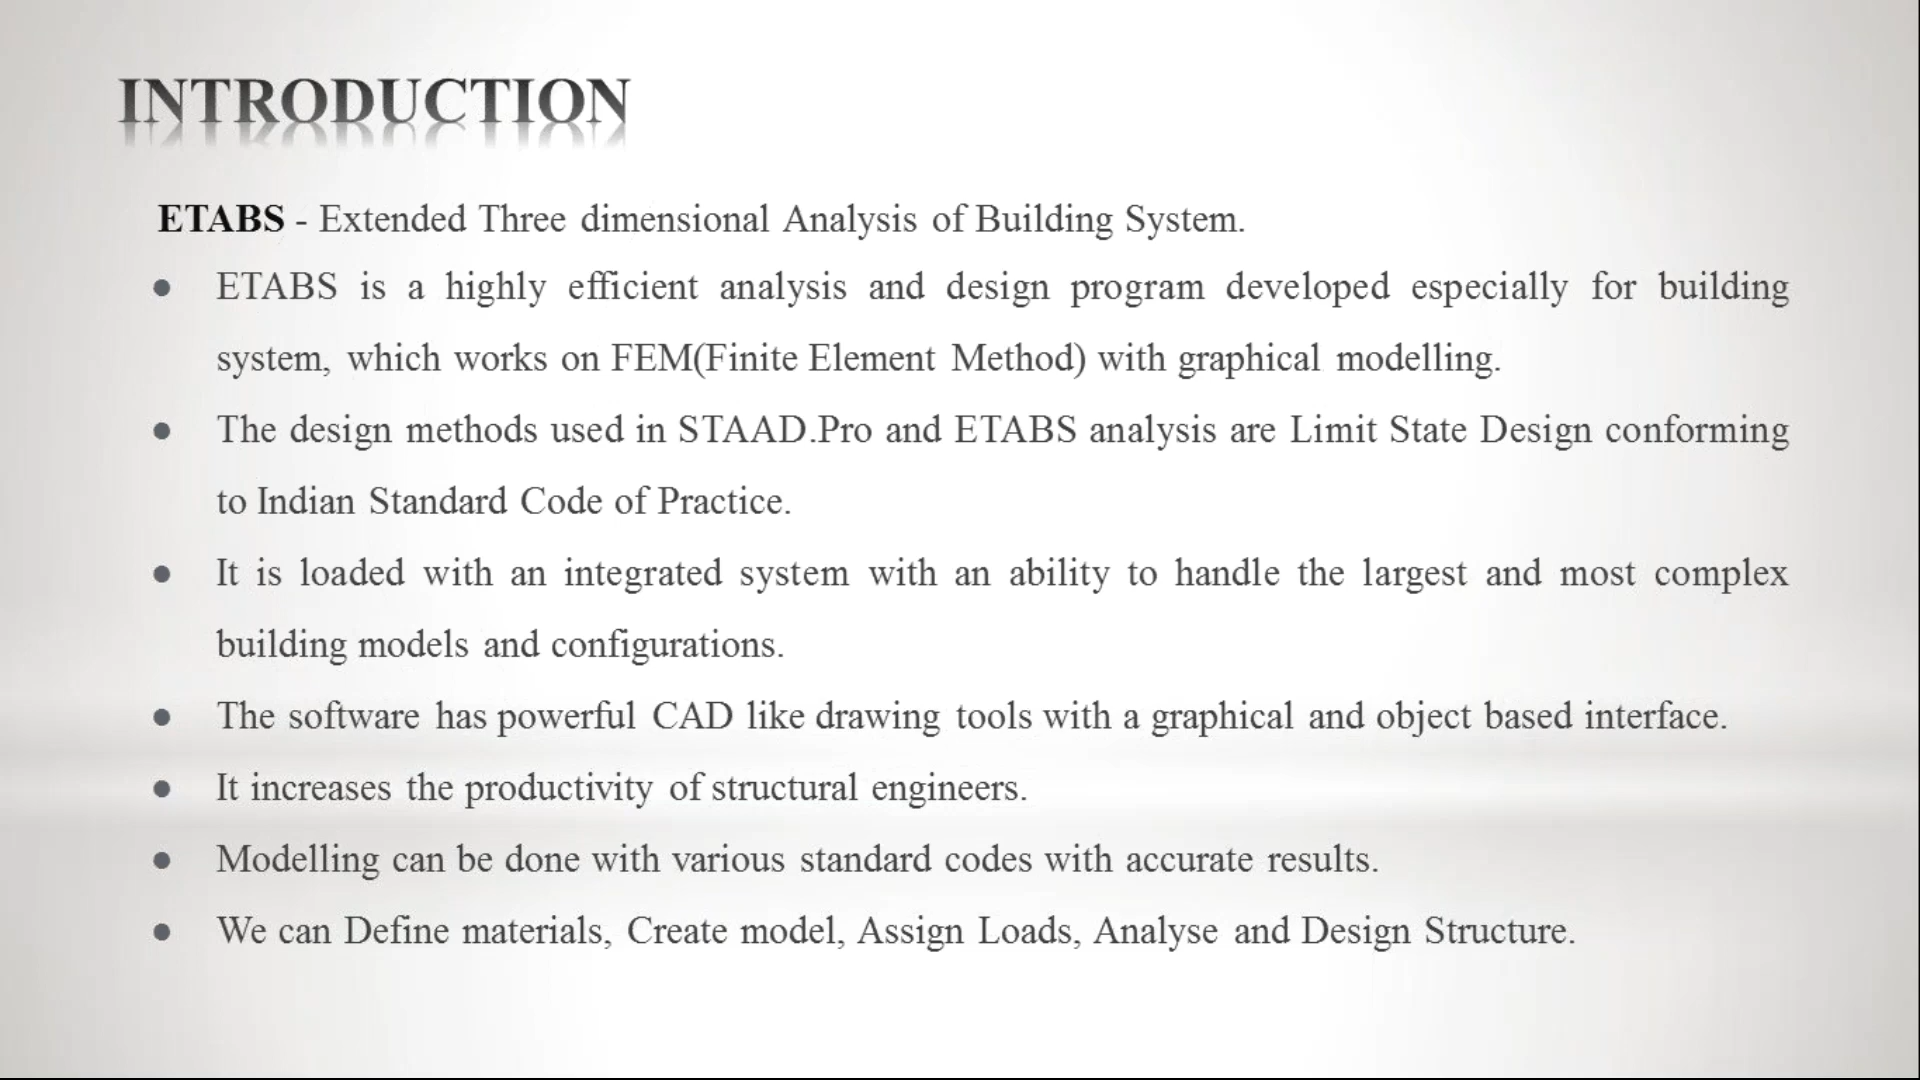 INTRODUCTION
ETABS - Extended Three dimensional Analysis of Building System.
● ETABS is a highly efficient analysis and design program developed especially for building
system, which works on FEM(Finite Element Method) with graphical modelling.
● The design methods used in STAAD.Pro and ETABS analysis are Limit State Design conforming
to Indian Standard Code of Practice.
● It is loaded with an integrated system with an ability to handle the largest and most complex
building models and configurations.
● The software has powerful CAD like drawing tools with a graphical and object based interface.
● It increases the productivity of structural engineers.
● Modelling can be done with various standard codes with accurate results.
● We can Define materials, Create model, Assign Loads, Analyse and Design Structure.